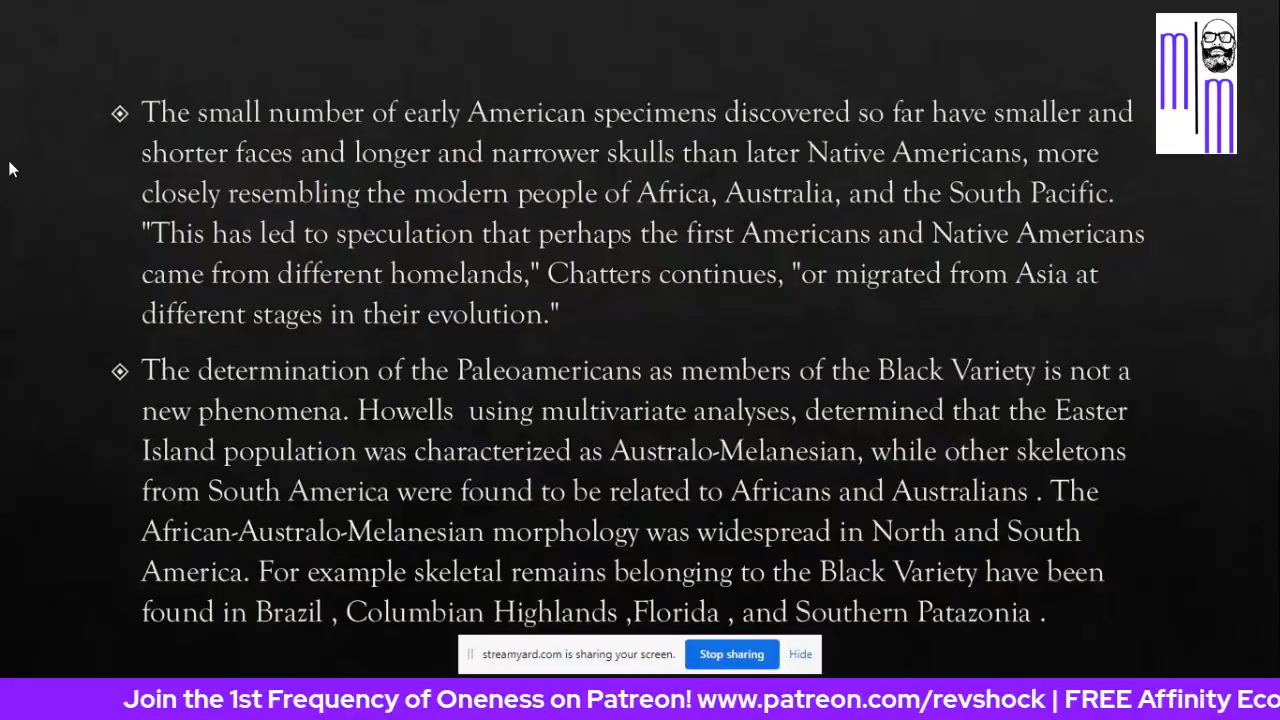 The small number of early American specimens discovered so far have smaller and
shorter faces and longer and narrower skulls than later Native Americans, more
closely resembling the modern people of Africa, Australia, and the South Pacific.
"This has led to speculation that perhaps the first Americans and Native Americans
came from different homelands," Chatters continues, "or migrated from Asia at
different stages in their evolution."
The determination of the Paleoamericans as members of the Black Variety is not a
new phenomena. Howells  using multivariate analyses, determined that the Easter
Island population was characterized as Australo-Melanesian, while other skeletons
from South America were found to be related to Africans and Australians . The
African-Australo-Melanesian morphology was widespread in North and South
America. For example skeletal remains belonging to the Black Variety have been
found in Brazil , Columbian Highlands ,Florida , and Southern Patazonia .
m
m
streamyard.com is sharing your screen. Stop sharing Hide
Join the 1st Frequency of Oneness on Patreon! www.patreon.com/revshock | FREE Affinity Eco